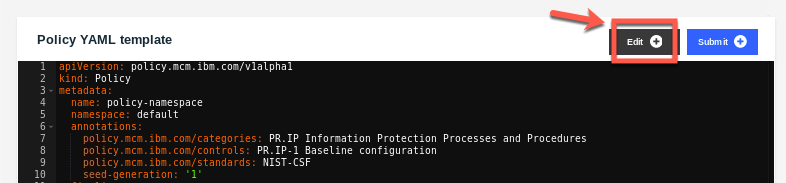 Policy YAML template
Edit
Submit
1 apiVersion: policy.mcm.ibm.com/v1alpha1
2 kind: Policy
3 metadata:
4 name: policy-namespace
5 namespace: default
6 annotations:
7 policy.mcm.ibm.com/categories: PR.IP Information Protection Processes and Procedures
8 policy.mcm.ibm.com/controls: PR.IP-1 Baseline configuration
9 policy.mcm.ibm.com/standards: NIST-CSF
10 seed-generation: '1'